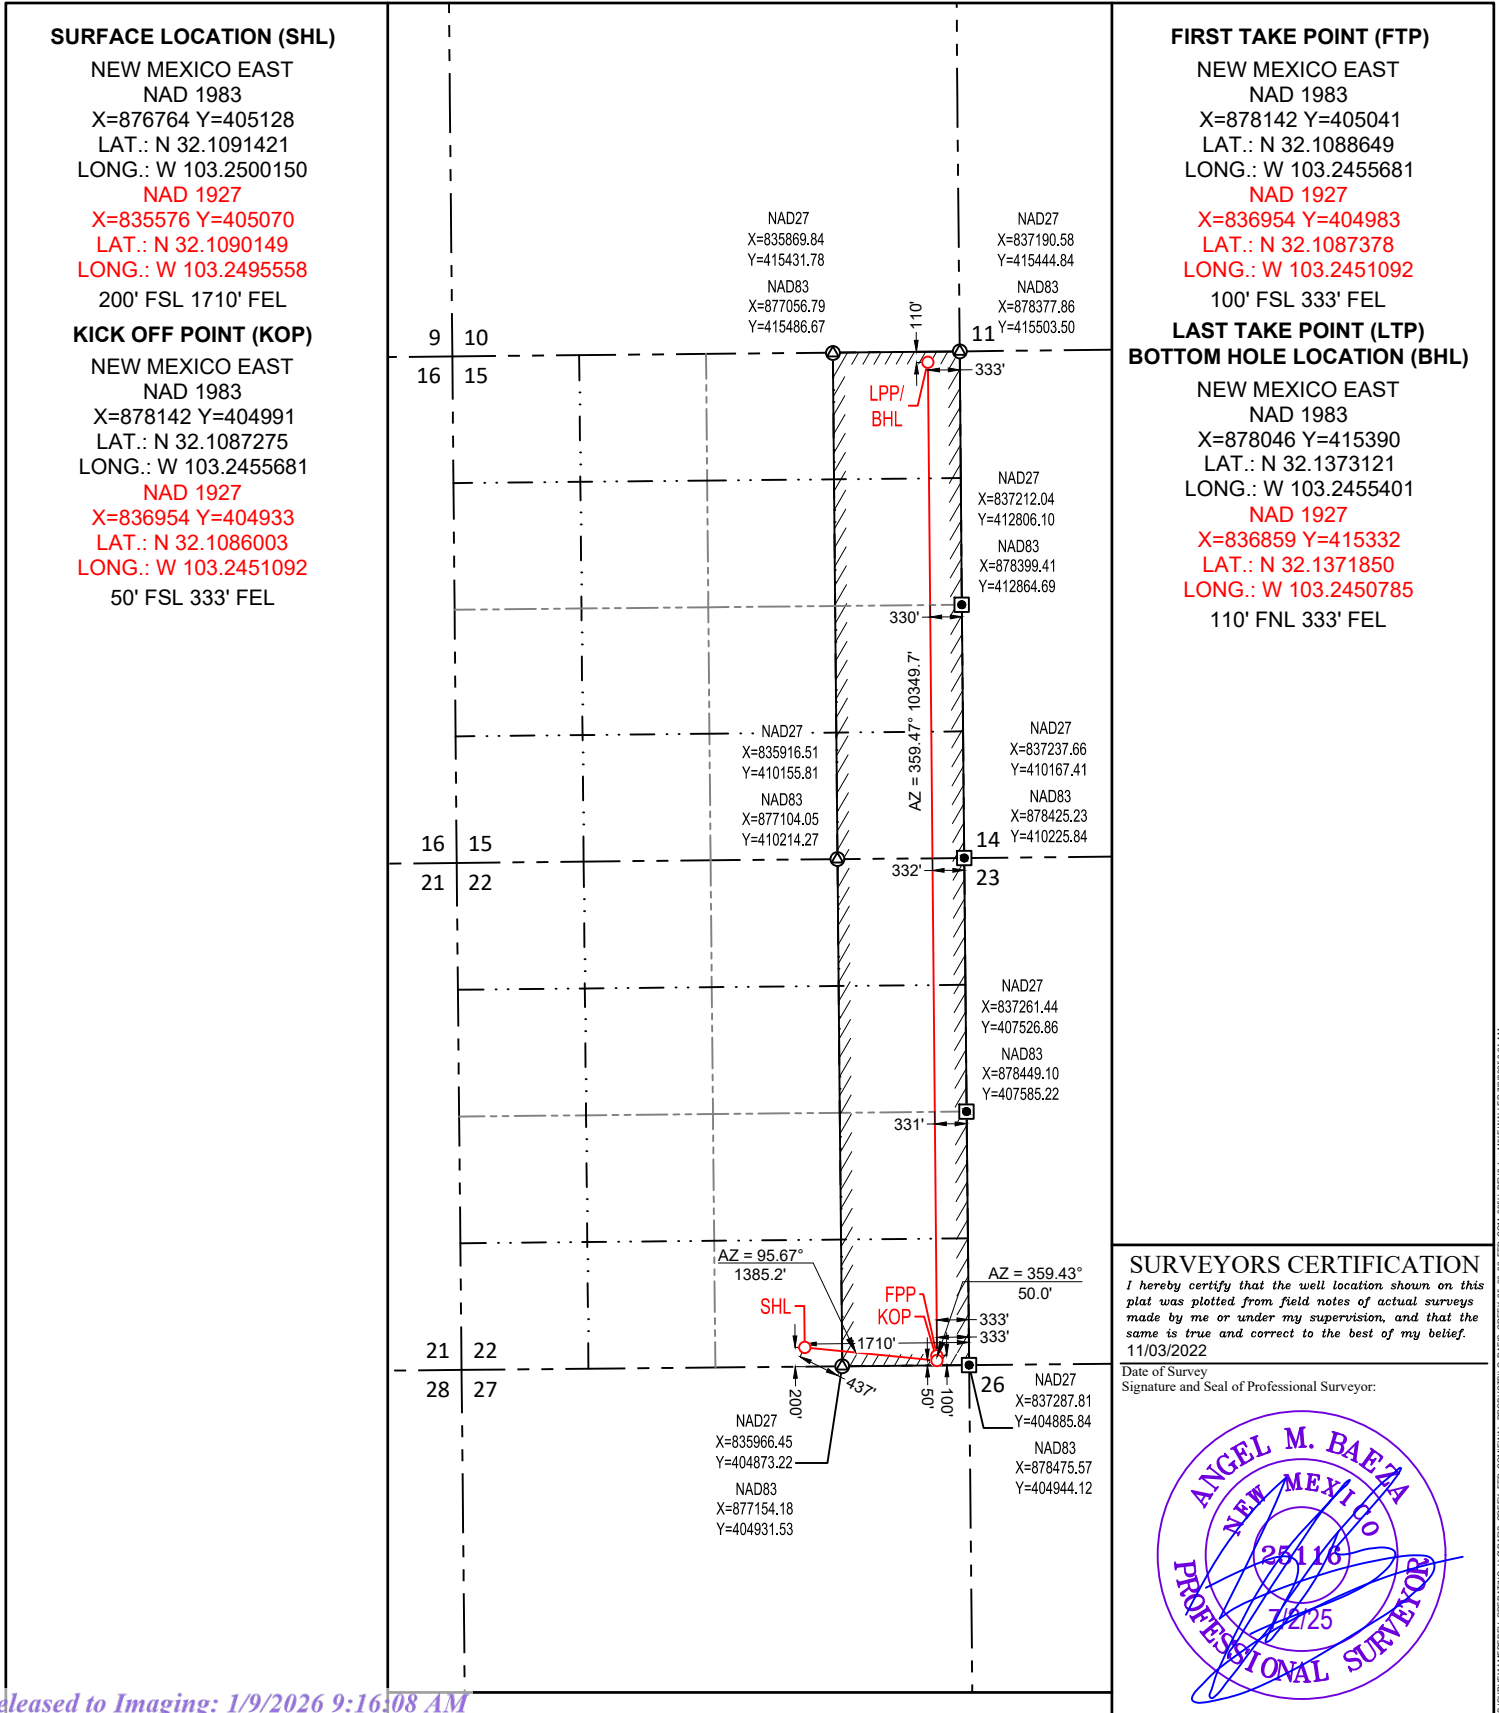 SURFACE LOCATION (SHL)
NEW MEXICO EAST
NAD 1983
X=876764 Y=405128
LAT.: N 32.1091421
LONG.: W 103.2500150
NAD 1927
X=835576 Y=405070
LAT.: N 32.1090149
LONG.: W 103.2495558
200' FSL 1710' FEL
KICK OFF POINT (KOP)
NEW MEXICO EAST
NAD 1983
X=878142 Y=404991
LAT.: N 32.1087275
LONG.: W 103.2455681
NAD 1927
X=836954 Y=404933
LAT.: N 32.1086003
LONG.: W 103.2451092
50' FSL 333' FEL
NAD27
X=835869.84
Y=415431.78
NAD83
X=877056.79
Y=415486.67
NAD27
X=837190.58
Y=415444.84
NAD83
X=878377.86
Y=415503.50
110'
9 10
11
16 15
333'
LPP/
BHL
NAD27
X=837212.04
Y=412806.10
NAD83
X=878399.41
Y=412864.69
330'
AZ = 359.47° 10349.7'
NAD27
X=835916.51
Y=410155.81
NAD83
X=877104.05
Y=410214.27
NAD27
X=837237.66
Y=410167.41
NAD83
X=878425.23
Y=410225.84
16 15
14
21 22
332'
23
NAD27
X=837261.44
Y=407526.86
NAD83
X=878449.10
Y=407585.22
331'
AZ = 95.67°
1385.2'
AZ = 359.43°
50.0'
SHL
FPP
KOP
333'
333'
1710'
21 22
28 27
26
437'
200'
50'
100'
NAD27
X=835966.45
Y=404873.22
NAD83
X=877154.18
Y=404931.53
NAD27
X=837287.81
Y=404885.84
NAD83
X=878475.57
Y=404944.12
FIRST TAKE POINT (FTP)
NEW MEXICO EAST
NAD 1983
X=878142 Y=405041
LAT.: N 32.1088649
LONG.: W 103.2455681
NAD 1927
X=836954 Y=404983
LAT.: N 32.1087378
LONG.: W 103.2451092
100' FSL 333' FEL
LAST TAKE POINT (LTP)
BOTTOM HOLE LOCATION (BHL)
NEW MEXICO EAST
NAD 1983
X=878046 Y=415390
LAT.: N 32.1373121
LONG.: W 103.2455401
NAD 1927
X=836859 Y=415332
LAT.: N 32.1371850
LONG.: W 103.2450785
110' FNL 333' FEL
SURVEYORS CERTIFICATION
I hereby certify that the well location shown on this
plat was plotted from field notes of actual surveys
made by me or under my supervision, and that the
same is true and correct to the best of my belief.
11/03/2022
Date of Survey
Signature and Seal of Professional Surveyor:
ANGEL M. BAEZA
NEW MEXICO
25116
7/2/25
PROFESSIONAL SURVEYOR
eleased to Imaging: 1/9/2026 9:16:08 AM